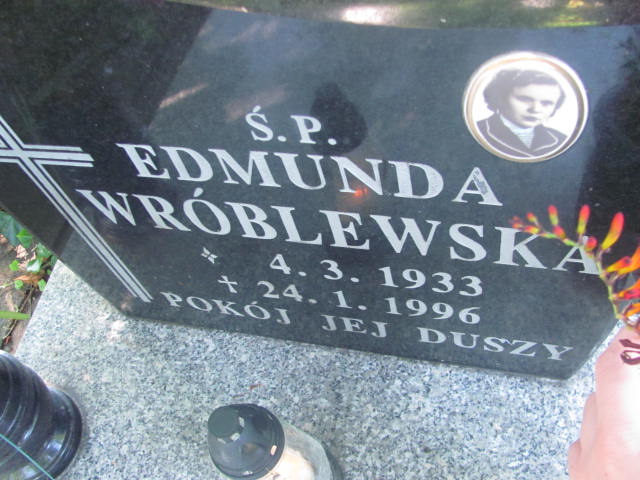 Ś.P.
EDMUNDA
WRÓBLEWSKA
* 4. 3. 1933
+ 24. 1. 1996
POKÓJ JEJ DUSZY